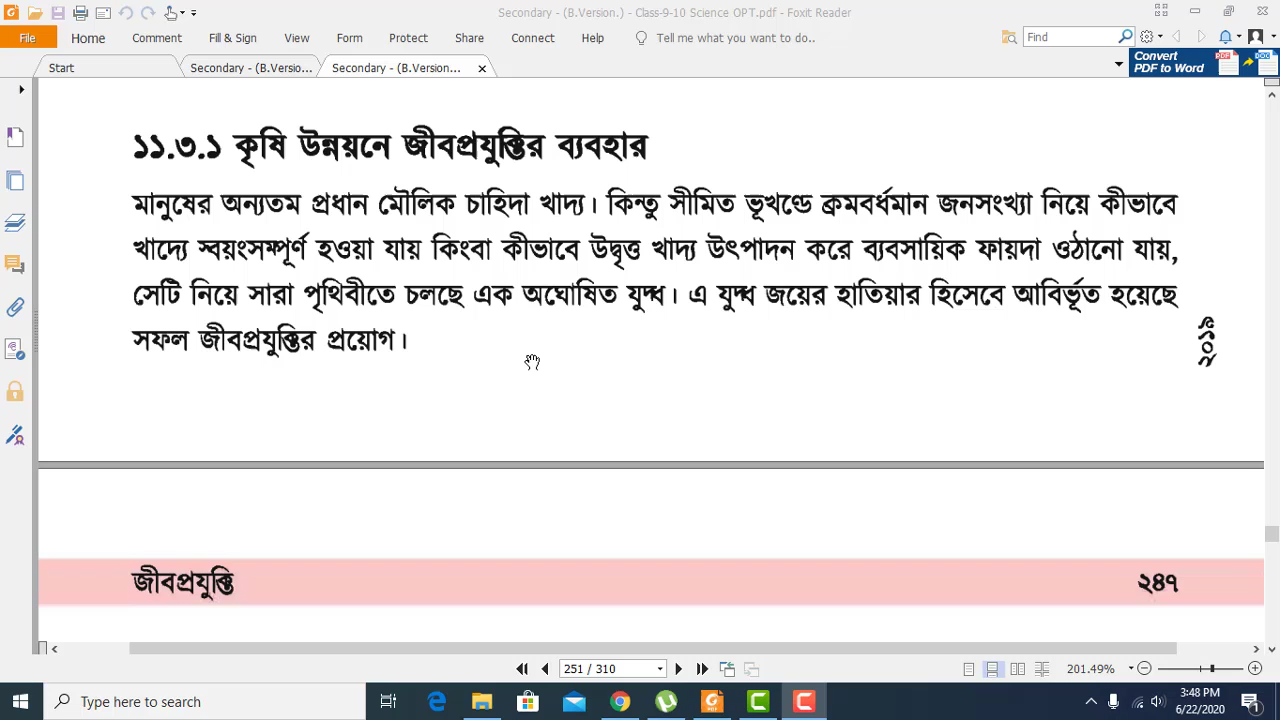 Secondary - (B.Version.) - Class-9-10 Science OPT.pdf - Foxit Reader
File Home Comment Fill & Sign View Form Protect Share Connect Help Tell me what you want to do.. Find
Start Secondary - (B.Versio... Secondary - (B.Version... Convert PDF to Word
১১.৩.১ কৃষি উন্নয়নে জীবপ্রযুক্তির ব্যবহার
মানুষের অন্যতম প্রধান মৌলিক চাহিদা খাদ্য। কিন্তু সীমিত ভূখণ্ডে ক্রমবর্ধমান জনসংখ্যা নিয়ে কীভাবে
খাদ্যে স্বয়ংসম্পূর্ণ হওয়া যায় কিংবা কীভাবে উদ্বৃত্ত খাদ্য উৎপাদন করে ব্যবসায়িক ফায়দা ওঠানো যায়,
সেটি নিয়ে সারা পৃথিবীতে চলছে এক অঘোষিত যুদ্ধ। এ যুদ্ধ জয়ের হাতিয়ার হিসেবে আবির্ভূত হয়েছে
সফল জীবপ্রযুক্তির প্রয়োগ।
২০১৯
জীবপ্রযুক্তি ২৪৭
251 / 310 201.49%
Type here to search 3:48 PM
6/22/2020